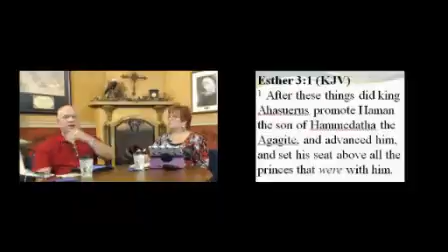 Esther 3:1 (KJV)
1 After these things did king
Ahasuerus promote Haman
the son of Hammedatha the
Agagite, and advanced him,
and set his seat above all the
princes that were with him.